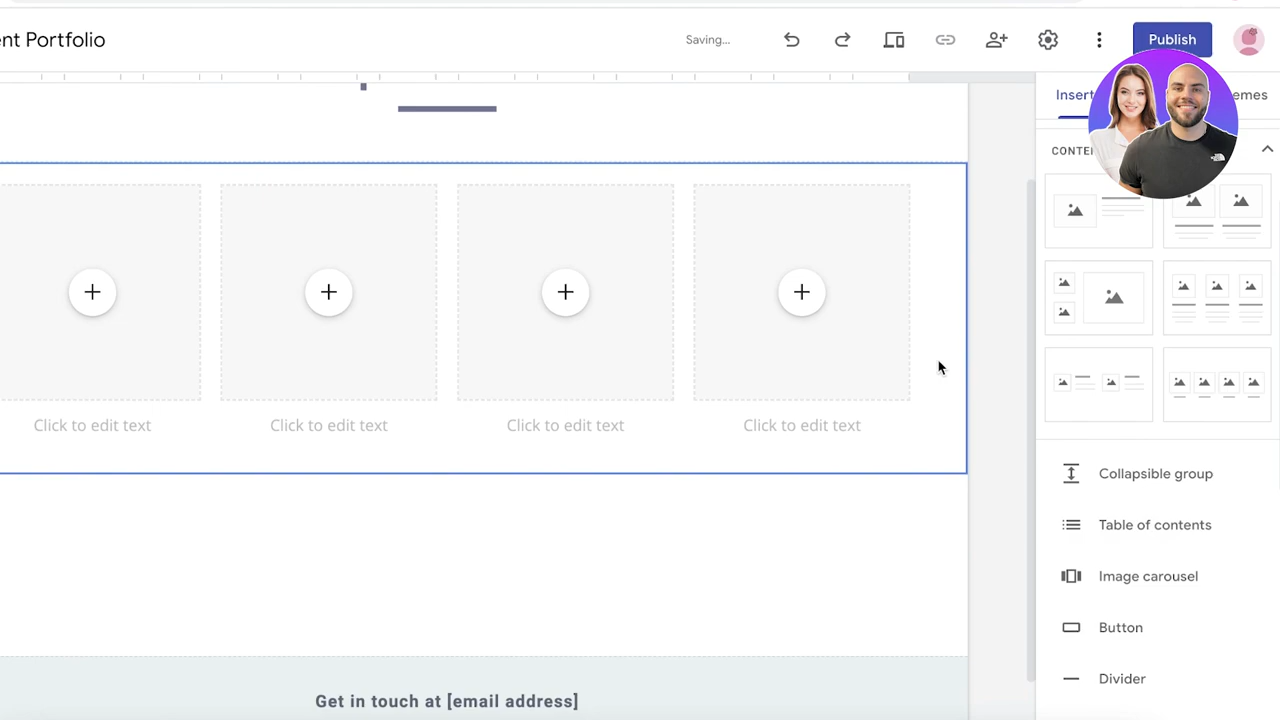 nt Portfolio
Saving...
Publish
Insert
emes
CONTE
Click to edit text
Click to edit text
Click to edit text
Click to edit text
Collapsible group
Table of contents
Image carousel
Button
Divider
Get in touch at [email address]